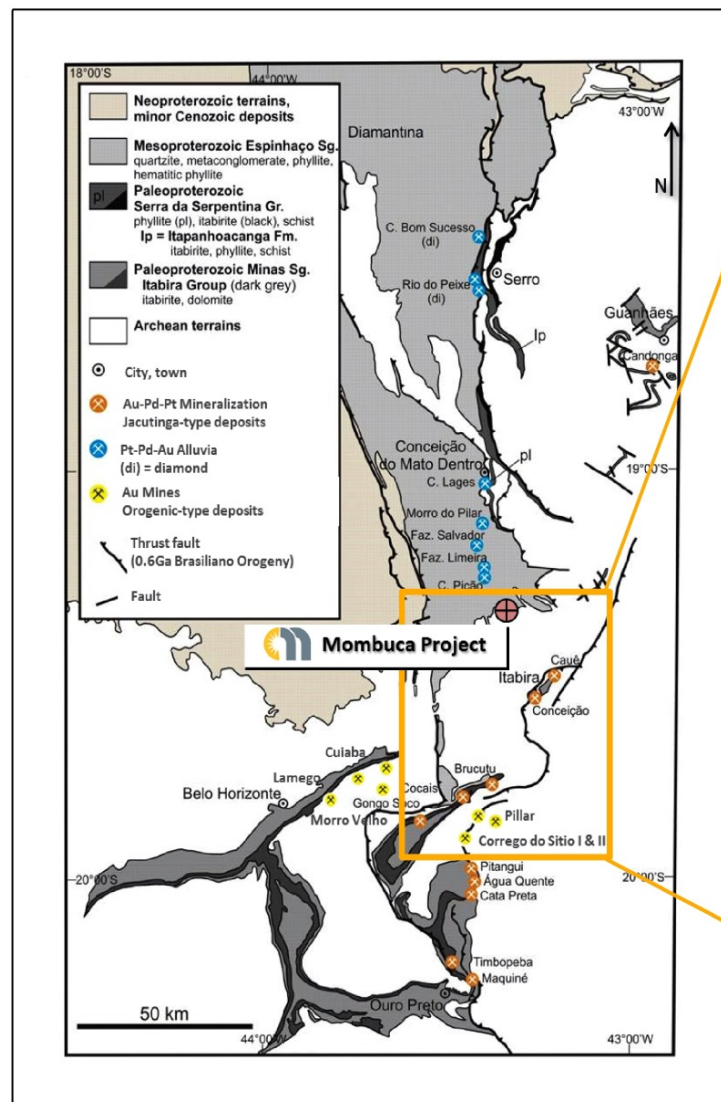 18°00'S
44°00'W
43°00'W
N
Neoproterozoic terrains,
minor Cenozoic deposits
Mesoproterozoic Espinhaço Sg.
quartzite, metaconglomerate, phyllite,
hematitic phyllite
pl
Paleoproterozoic
Serra da Serpentina Gr.
phyllite (pl), itabirite (black), schist
Ip = Itapanhoacanga Fm.
itabirite, phyllite, schist
Paleoproterozoic Minas Sg.
Itabira Group (dark grey)
itabirite, dolomite
Archean terrains
City, town
Au-Pd-Pt Mineralization
Jacutinga-type deposits
Pt-Pd-Au Alluvia
(di) = diamond
Au Mines
Orogenic-type deposits
Thrust fault
(0.6Ga Brasiliano Orogeny)
Fault
Diamantina
C. Bom Sucesso
(di)
Rio do Peixe
(di)
Serro
Ip
Guanhães
Candonga
Conceição
do Mato Dentro
pl
19°00'S
C. Lages
Morro do Pilar
Faz. Salvador
Faz. Limeira
C. Picão
Mombuca Project
Cauê
Itabira
Conceição
Cuiaba
Lamego
Brucutu
Cocais
Belo Horizonte
Gongo Soco
Morro Velho
Pillar
Corrego do Sitio I & II
20°00'S
20°00'S
Pitangui
Água Quente
Cata Preta
Timbopeba
Maquiné
Ouro Preto
50 km
44°00'W
43°00'W